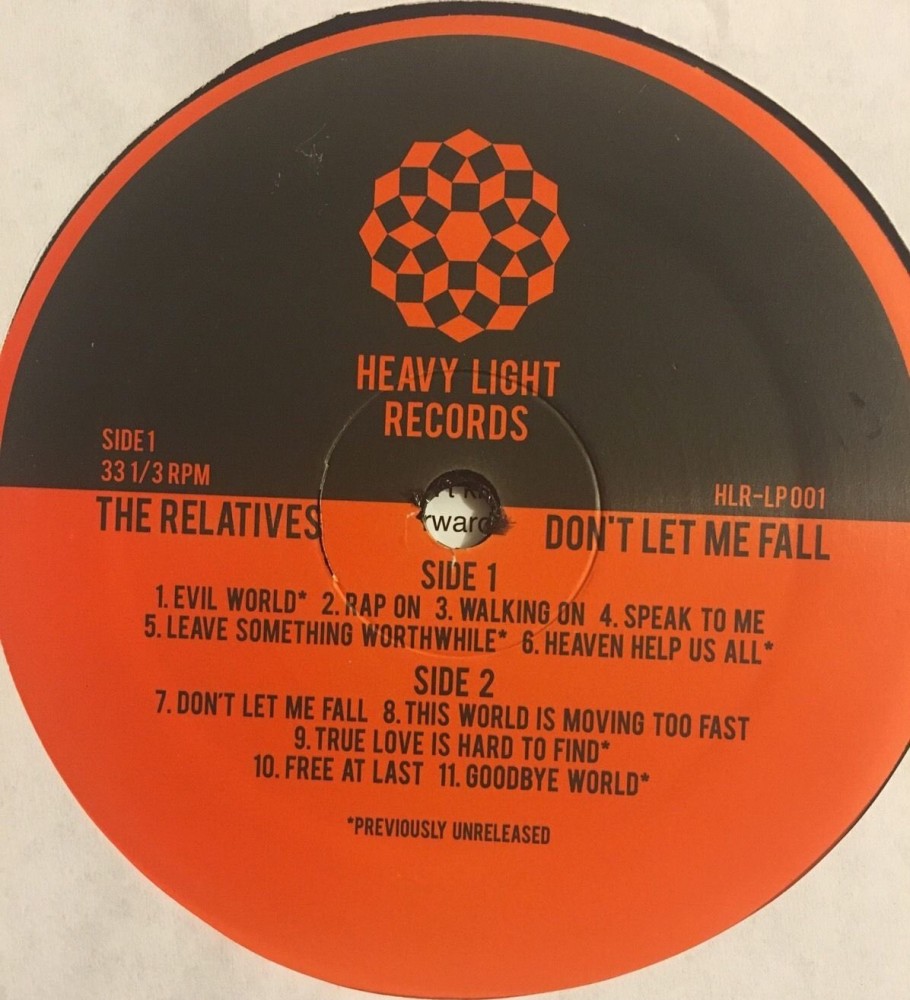 HEAVY LIGHT
RECORDS
SIDE 1
33 1/3 RPM
HLR-LP 001
THE RELATIVES
DON'T LET ME FALL
SIDE 1
1. EVIL WORLD* 2. RAP ON 3. WALKING ON 4. SPEAK TO ME
5. LEAVE SOMETHING WORTHWHILE* 6. HEAVEN HELP US ALL*
SIDE 2
7. DON'T LET ME FALL 8. THIS WORLD IS MOVING TOO FAST
9. TRUE LOVE IS HARD TO FIND*
10. FREE AT LAST 11. GOODBYE WORLD*
*PREVIOUSLY UNRELEASED